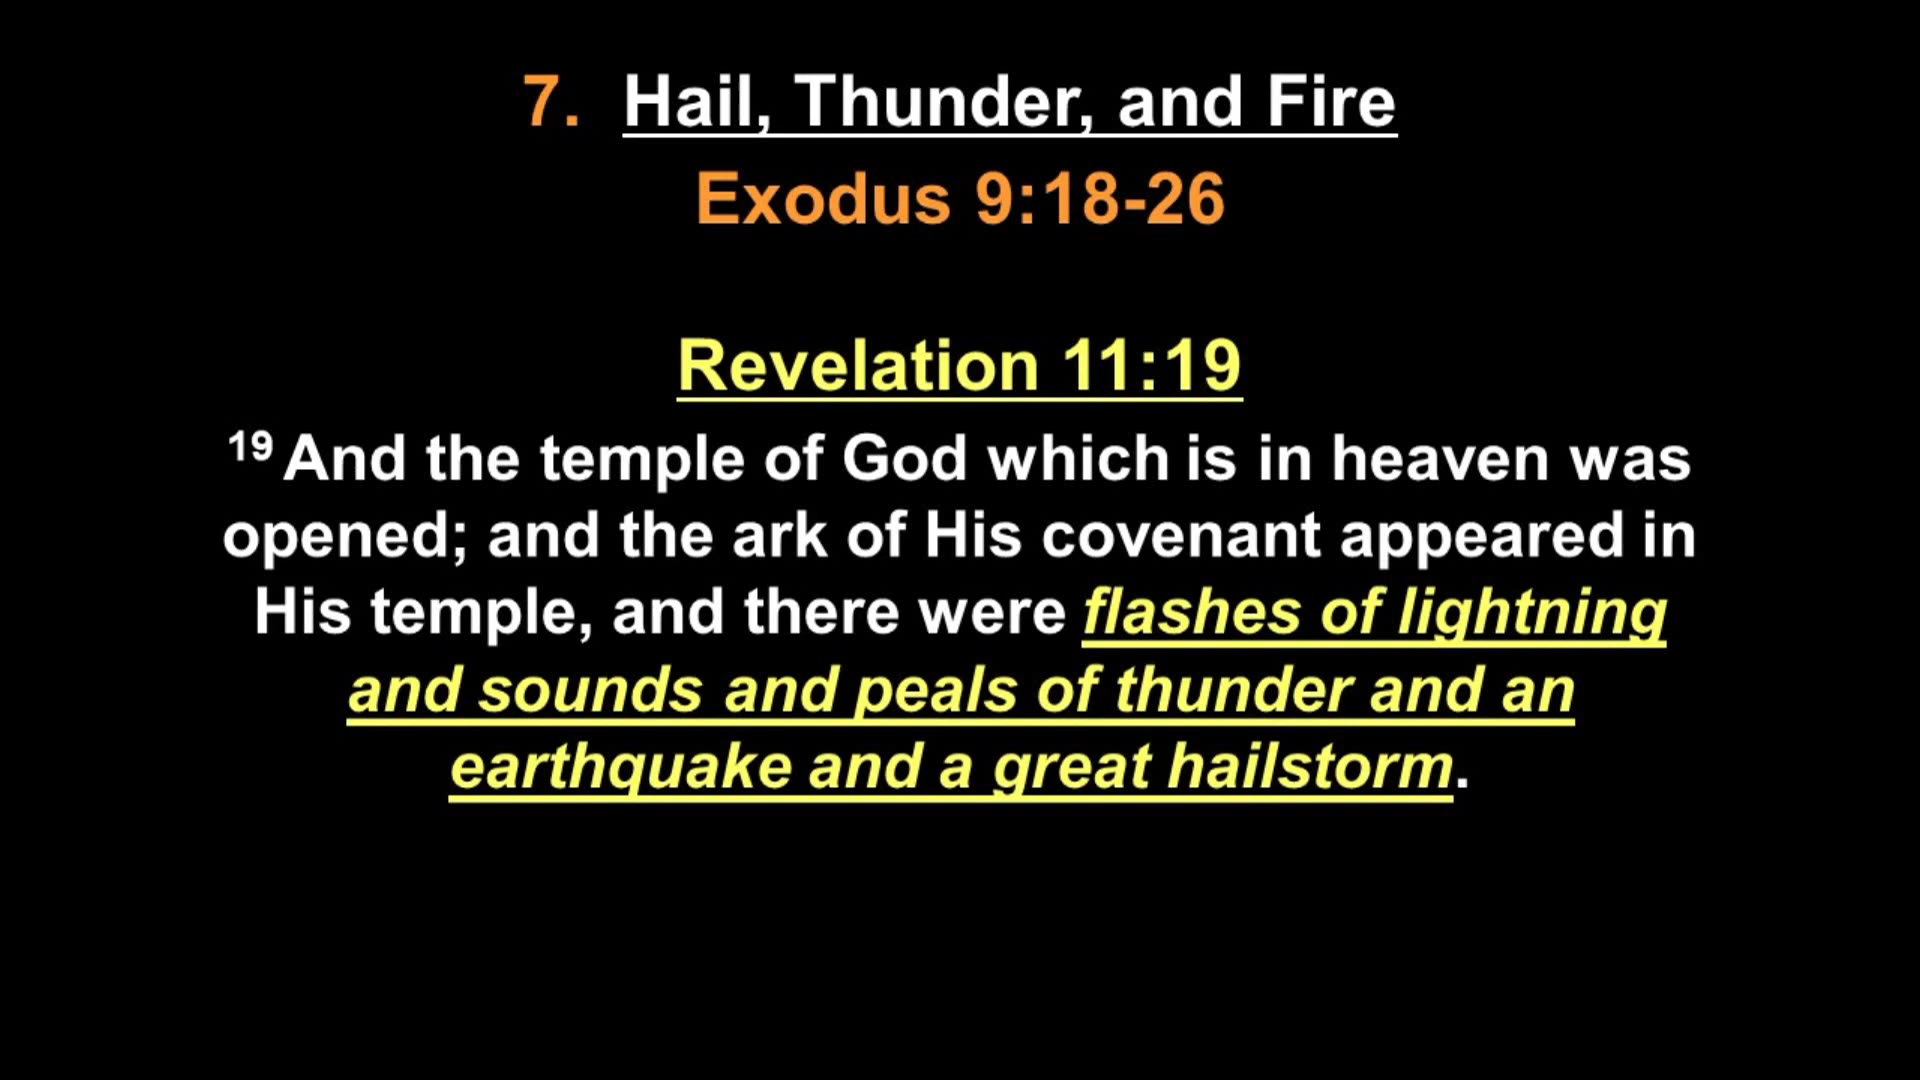 7. Hail, Thunder, and Fire
Exodus 9:18-26
Revelation 11:19
19 And the temple of God which is in heaven was
opened; and the ark of His covenant appeared in
His temple, and there were flashes of lightning
and sounds and peals of thunder and an
earthquake and a great hailstorm.